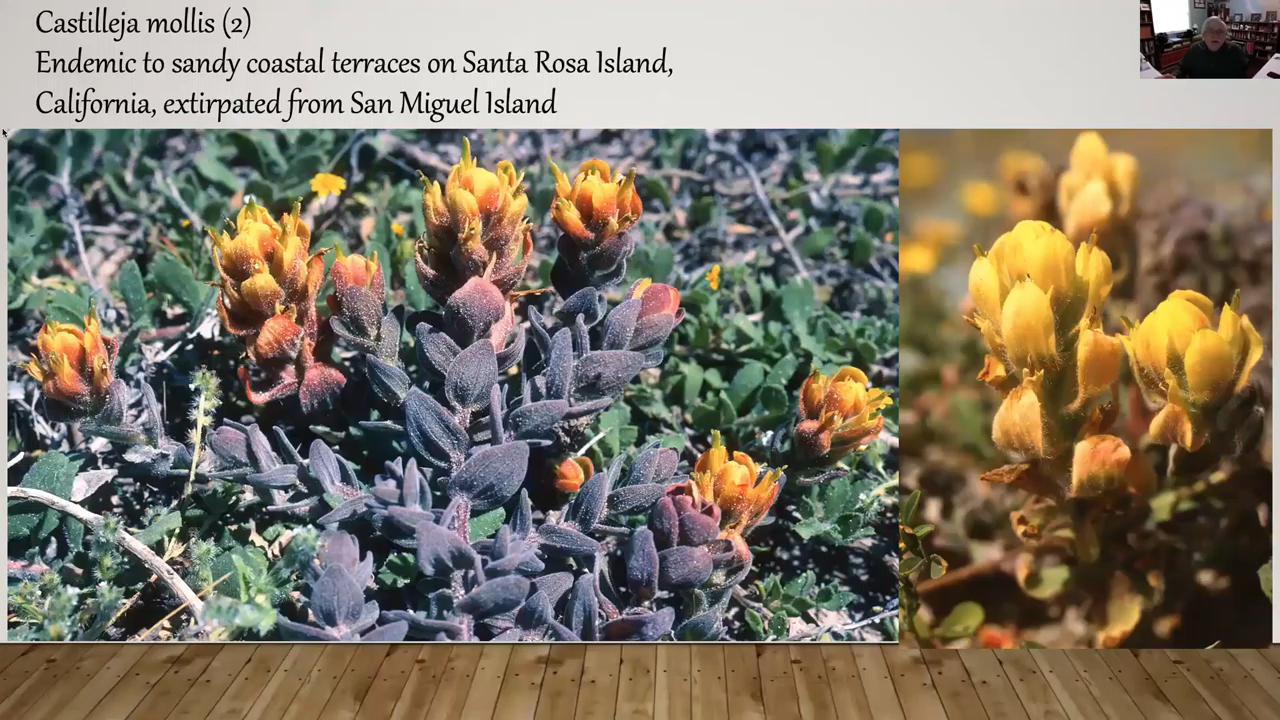 Castilleja mollis (2)
Endemic to sandy coastal terraces on Santa Rosa Island,
California, extirpated from San Miguel Island